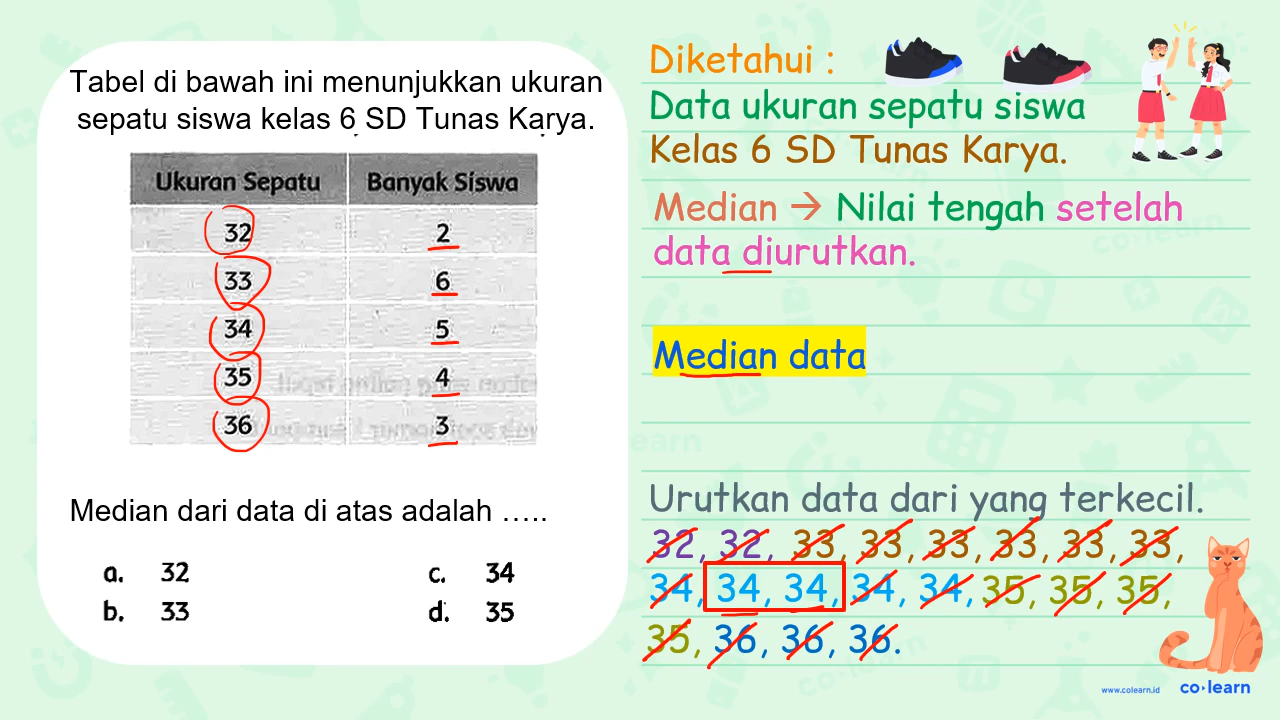 Tabel di bawah ini menunjukkan ukuran
sepatu siswa kelas 6 SD Tunas Karya.
Ukuran Sepatu Banyak Siswa
32 2
33 6
34 5
35 4
36 3
Median dari data di atas adalah .....
a. 32 c. 34
b. 33 d. 35
Diketahui :
Data ukuran sepatu siswa
Kelas 6 SD Tunas Karya.
Median → Nilai tengah setelah
data diurutkan.
Median data
Urutkan data dari yang terkecil.
32, 32, 33, 33, 33, 33, 33, 33,
34, 34, 34, 34, 34, 35, 35, 35,
35, 36, 36, 36.
www.colearn.id co·learn